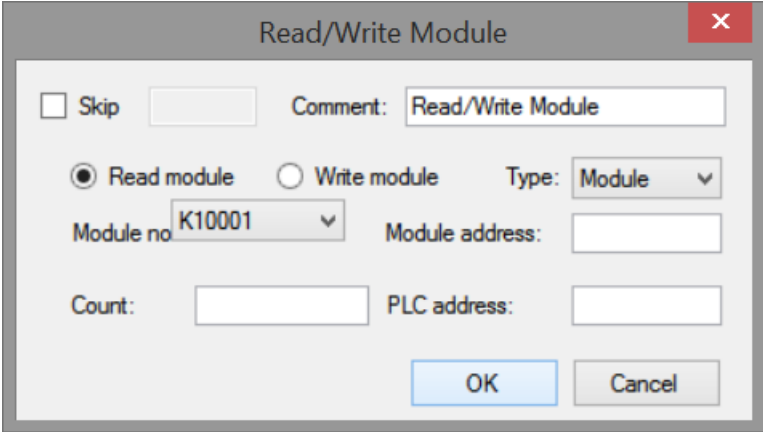 Read/Write Module
Skip Comment: Read/Write Module
Read module Write module Type: Module
Module no K10001 Module address:
Count: PLC address:
OK Cancel